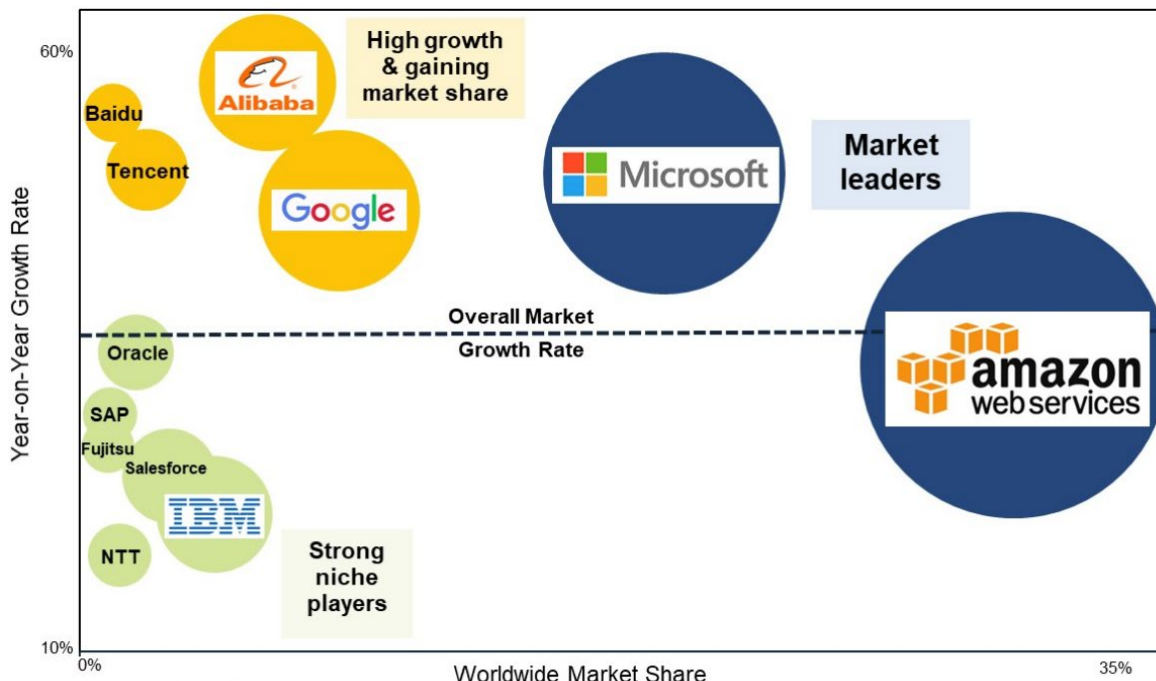 60%
High growth
& gaining
market share
Alibaba
Baidu
Tencent
Google
Microsoft
Market
leaders
Year-on-Year Growth Rate
Overall Market
Growth Rate
Oracle
amazon
web services
SAP
Fujitsu
Salesforce
IBM
NTT
Strong
niche
players
10%
0%
Worldwide Market Share
35%